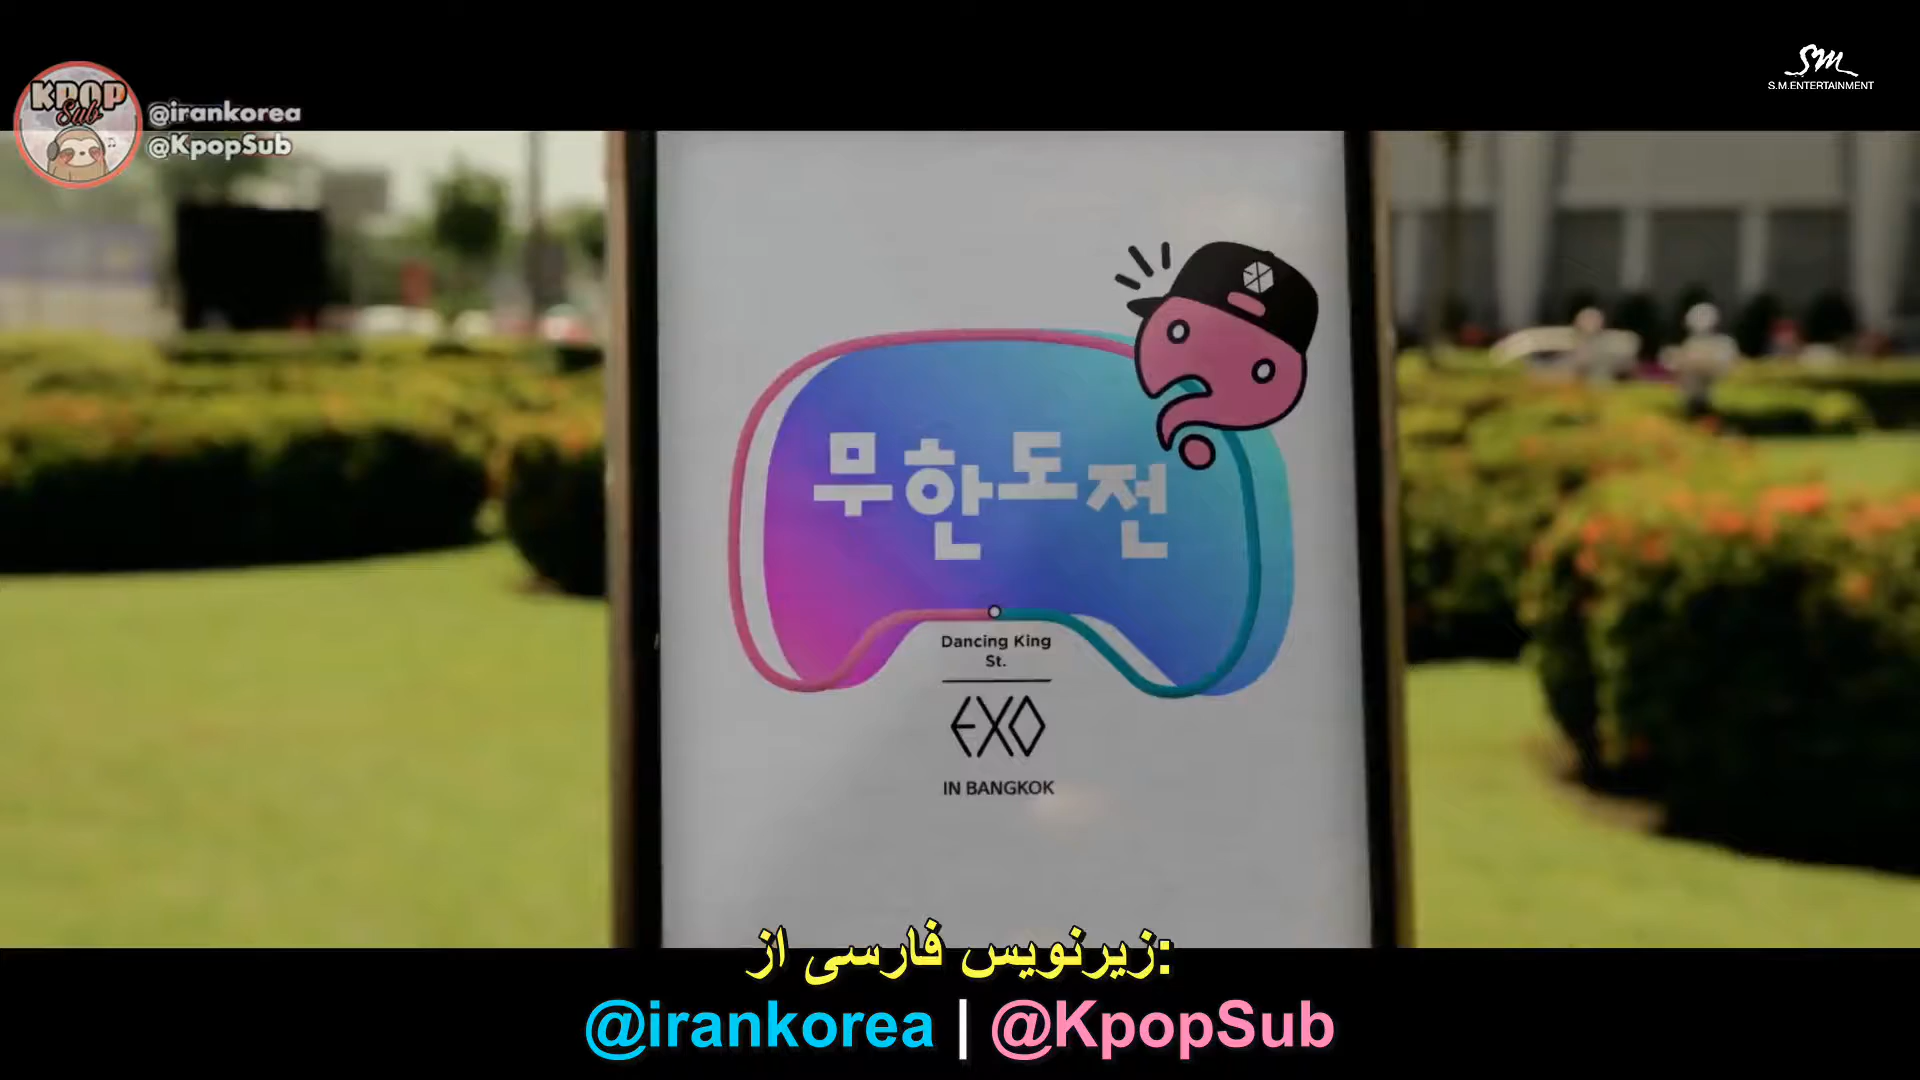 KPOP
Sub
@irankorea
@KpopSub
SM
S.M.ENTERTAINMENT
무한도전
Dancing King
St.
EXO
IN BANGKOK
زیرنویس فارسی از:
@irankorea | @KpopSub